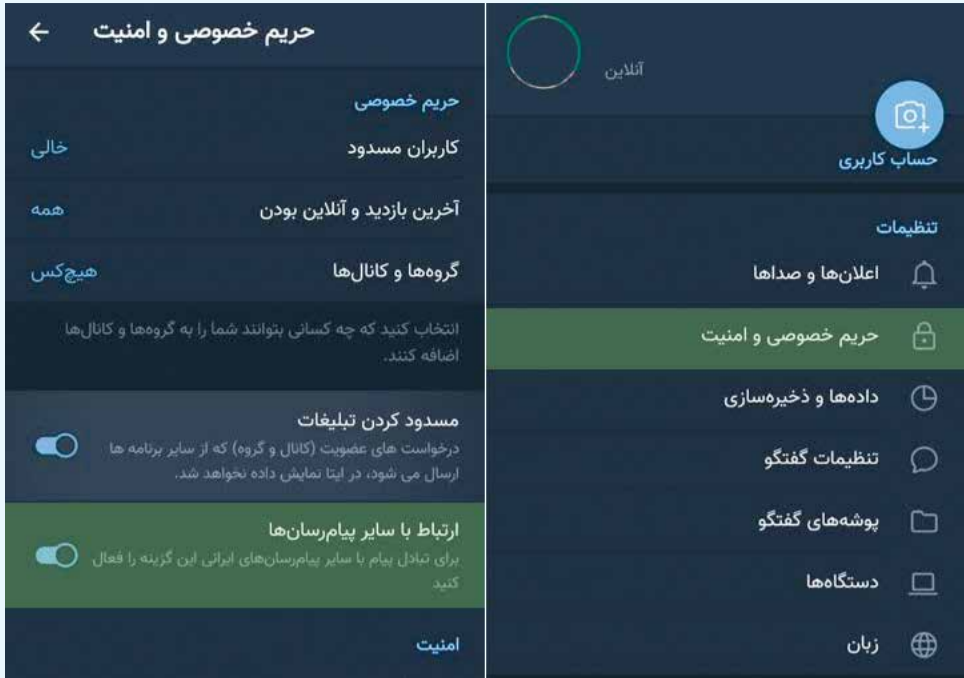 آنلاین
حساب کاربری
تنظیمات
اعلان‌ها و صداها
حریم خصوصی و امنیت
داده‌ها و ذخیره‌سازی
تنظیمات گفتگو
پوشه‌های گفتگو
دستگاه‌ها
زبان
حریم خصوصی و امنیت
حریم خصوصی
کاربران مسدود خالی
آخرین بازدید و آنلاین بودن همه
گروه‌ها و کانال‌ها هیچ‌کس
انتخاب کنید که چه کسانی بتوانند شما را به گروه‌ها و کانال‌ها
اضافه کنند.
مسدود کردن تبلیغات
درخواست های عضویت (کانال و گروه) که از سایر برنامه ها
ارسال می شود، در ایتا نمایش داده نخواهد شد.
ارتباط با سایر پیام‌رسان‌ها
برای تبادل پیام با سایر پیام‌رسان‌های ایرانی این گزینه را فعال
کنید
امنیت